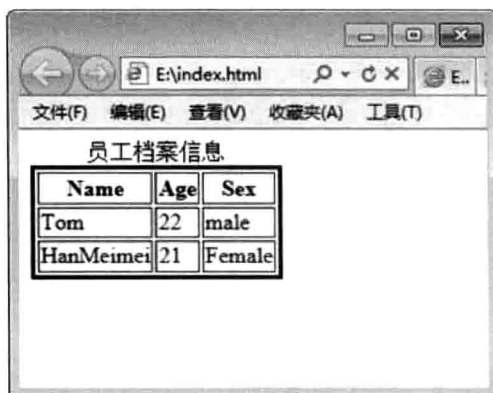 E:\index.html
E..
文件(F) 编辑(E) 查看(V) 收藏夹(A) 工具(T)
员工档案信息
Name Age Sex
Tom 22 male
HanMeimei 21 Female